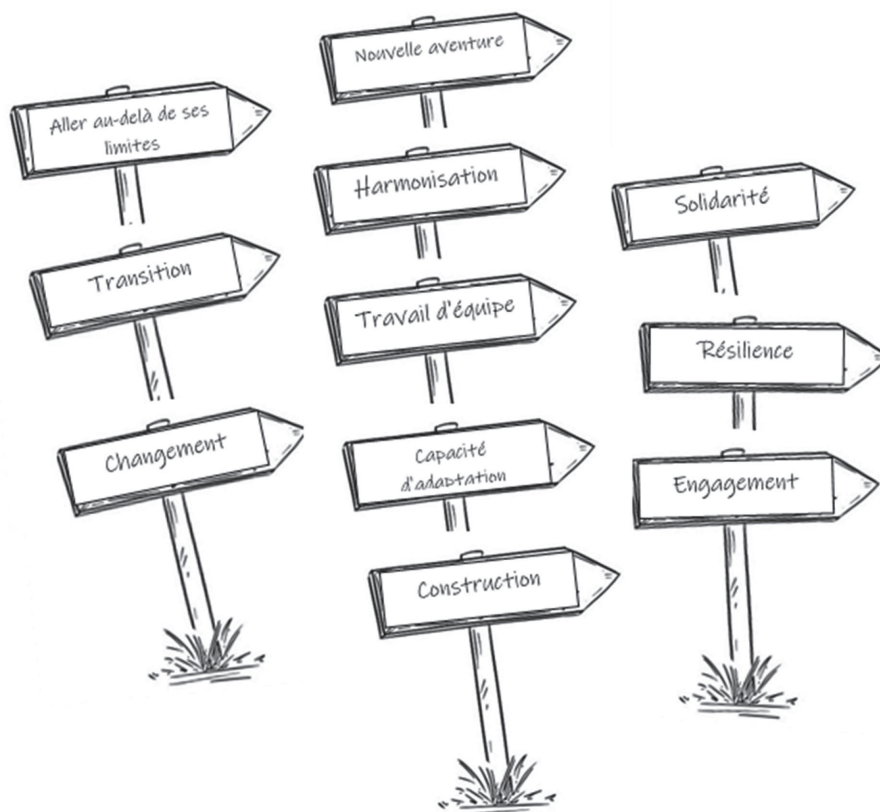 Aller au-delà de ses
limites
Transition
Changement
Nouvelle aventure
Harmonisation
Travail d'équipe
Capacité
d'adaptation
Construction
Solidarité
Résilience
Engagement